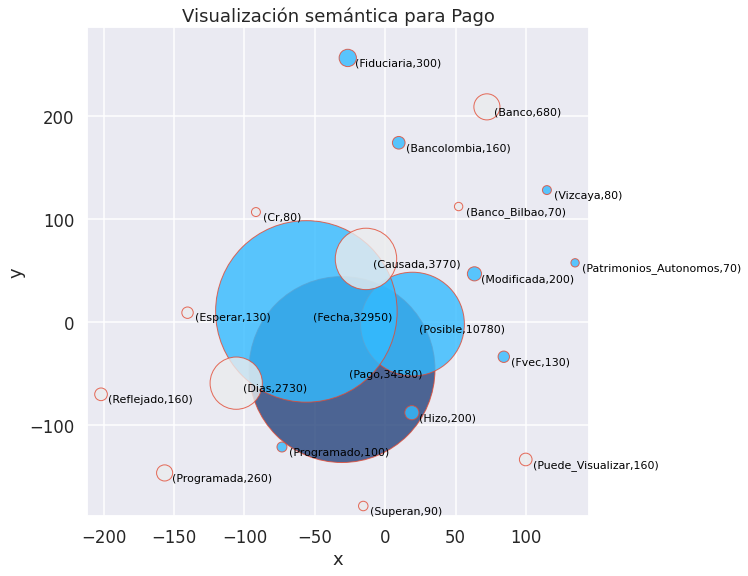 Visualización semántica para Pago
(Fiduciaria,300)
(Banco,680)
(Bancolombia,160)
(Vizcaya,80)
(Banco_Bilbao,70)
(Cr,80)
(Causada,3770)
(Patrimonios_Autonomos,70)
(Modificada,200)
(Esperar,130)
(Fecha,32950)
(Posible,10780)
(Fvec,130)
(Pago,34580)
(Dias,2730)
(Reflejado,160)
(Hizo,200)
(Programado,100)
(Puede_Visualizar,160)
(Programada,260)
(Superan,90)
200
100
0
−100
y
−200 −150 −100 −50 0 50 100
x